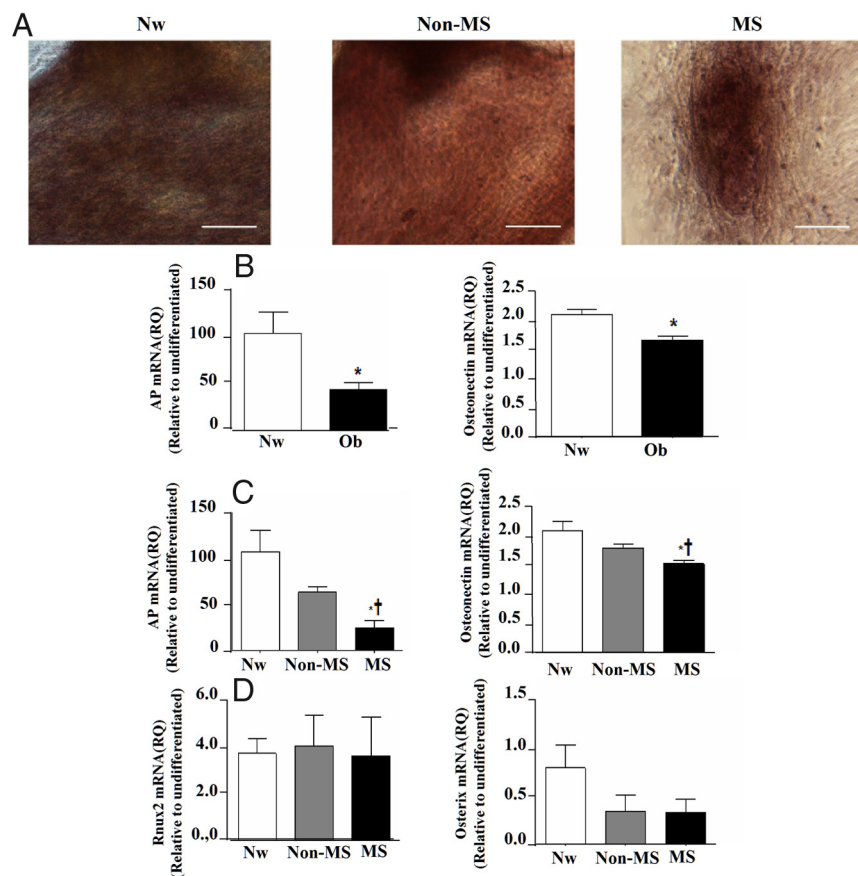 A
Nw
Non-MS
MS
B
AP mRNA(RQ)
(Relative to undifferentiated)
150
100
50
0
*
Nw
Ob
Osteonectin mRNA(RQ)
(Relative to undifferentiated)
2.5
2.0
1.5
1.0
0.5
0.0
*
Nw
Ob
C
AP mRNA(RQ)
(Relative to undifferentiated)
150
100
50
0
*†
Nw
Non-MS
MS
Osteonectin mRNA(RQ)
(Relative to undifferentiated)
2.5
2.0
1.5
1.0
0.5
0.0
*†
Nw
Non-MS
MS
D
Rnux2 mRNA(RQ)
(Relative to undifferentiated)
6.0
4.0
2.0
0.,0
Nw
Non-MS
MS
Osterix mRNA(RQ)
(Relative to undifferentiated)
1.5
1.0
0.5
0.0
Nw
Non-MS
MS